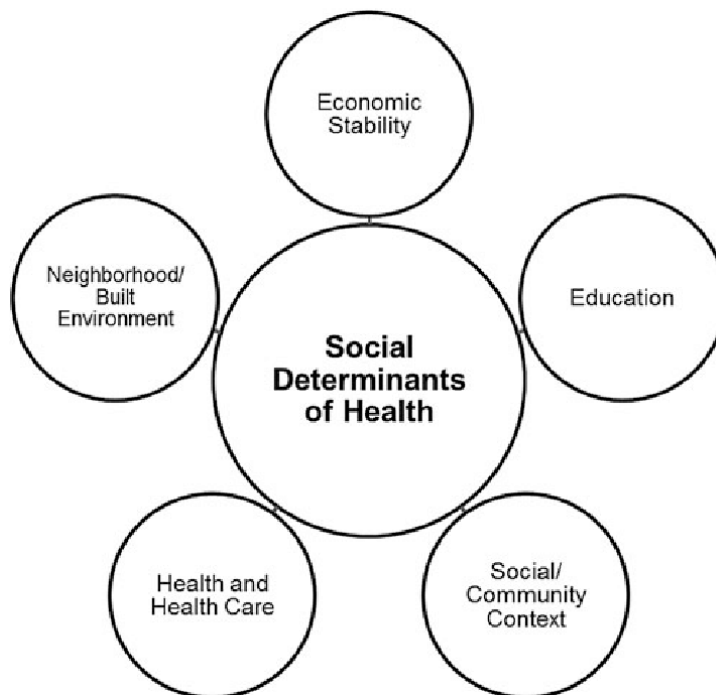 Economic
Stability
Neighborhood/
Built
Environment
Education
Social
Determinants
of Health
Health and
Health Care
Social/
Community
Context